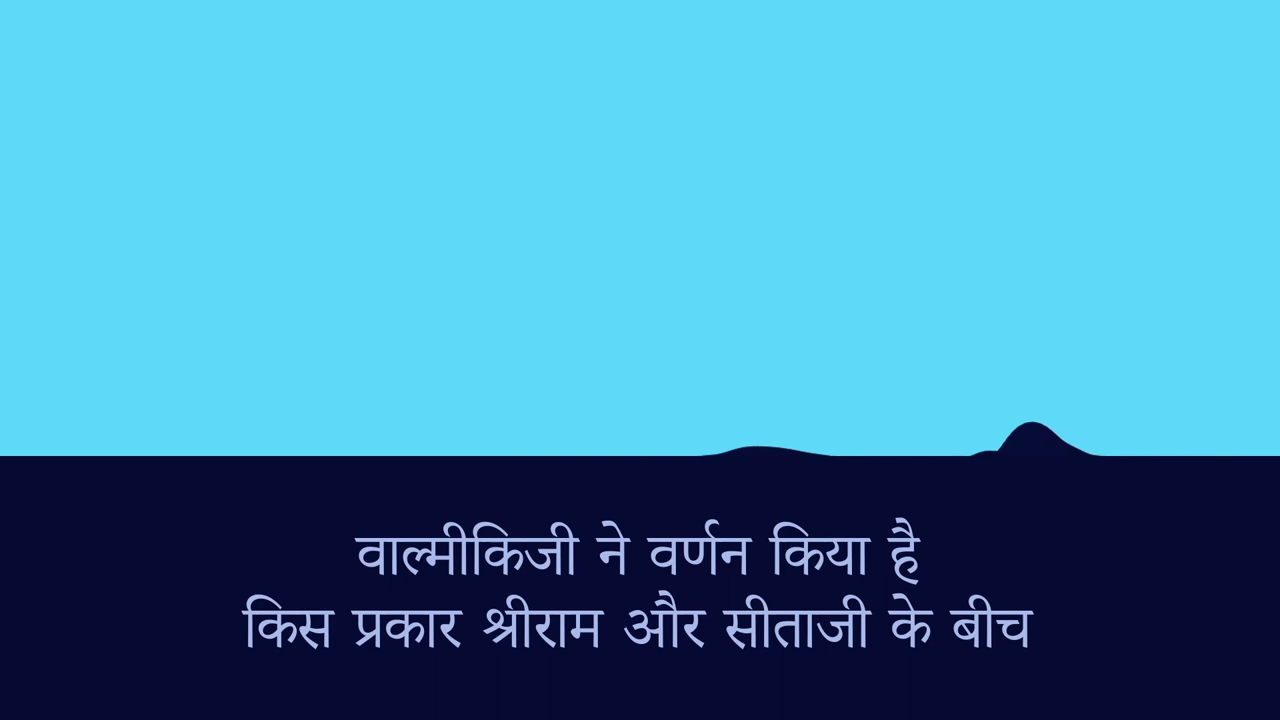 वाल्मीकिजी ने वर्णन किया है
किस प्रकार श्रीराम और सीताजी के बीच